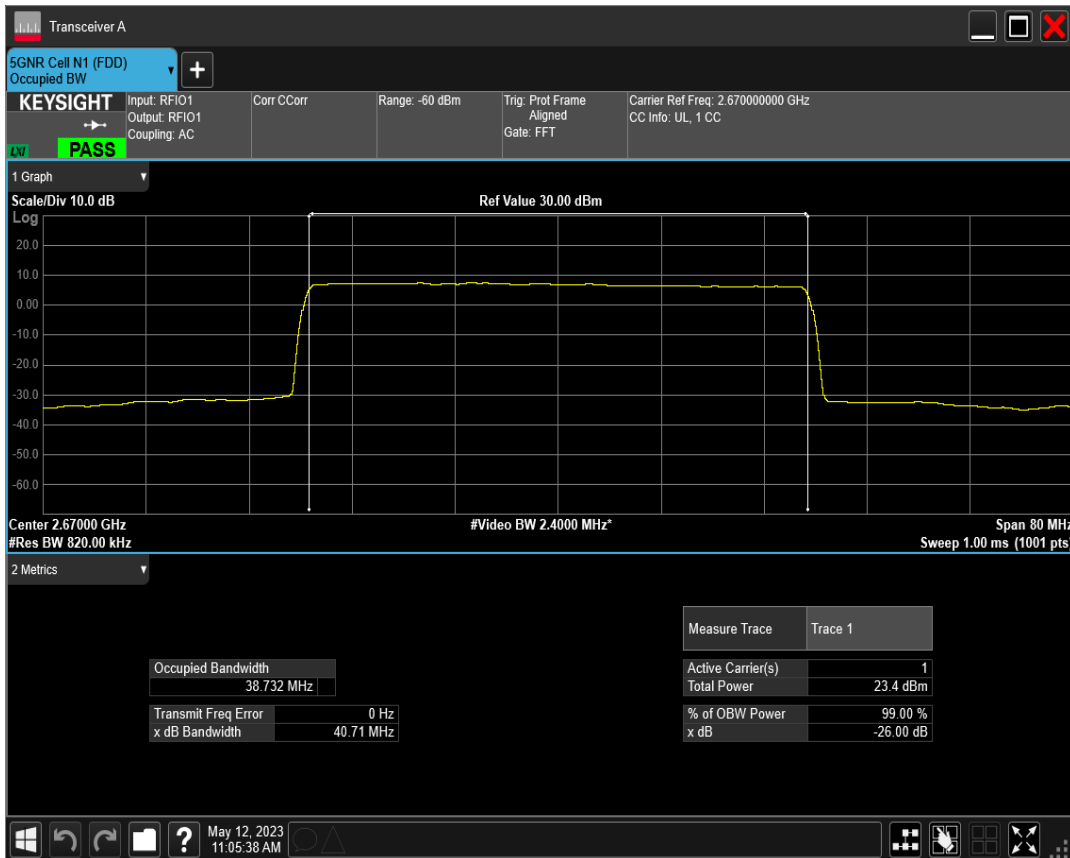 Transceiver A
5GNR Cell N1 (FDD)
Occupied BW
+
KEYSIGHT
LXI
PASS
Input: RFIO1
Output: RFIO1
Coupling: AC
Corr CCorr
Range: -60 dBm
Trig: Prot Frame
Aligned
Gate: FFT
Carrier Ref Freq: 2.670000000 GHz
CC Info: UL, 1 CC
1 Graph
Scale/Div 10.0 dB
Ref Value 30.00 dBm
Log
20.0
10.0
0.00
-10.0
-20.0
-30.0
-40.0
-50.0
-60.0
Center 2.67000 GHz
#Video BW 2.4000 MHz*
Span 80 MHz
#Res BW 820.00 kHz
Sweep 1.00 ms (1001 pts)
2 Metrics
Measure Trace Trace 1
Occupied Bandwidth
38.732 MHz
Active Carrier(s) 1
Total Power 23.4 dBm
Transmit Freq Error 0 Hz
x dB Bandwidth 40.71 MHz
% of OBW Power 99.00 %
x dB -26.00 dB
?
May 12, 2023
11:05:38 AM